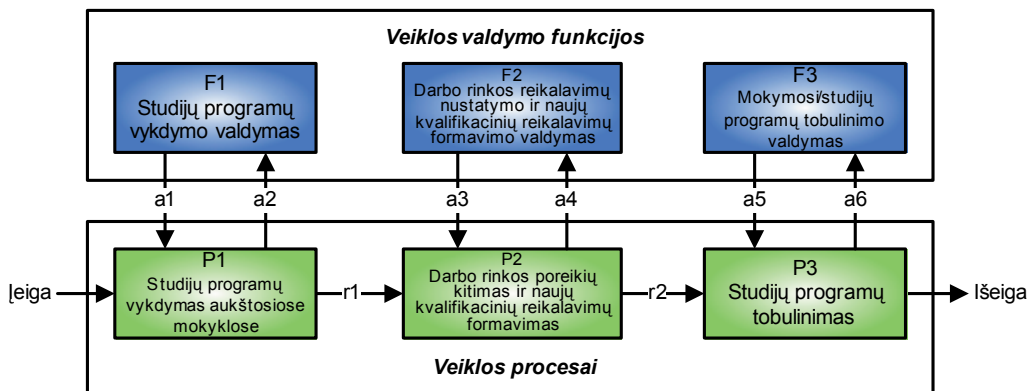 Veiklos valdymo funkcijos
F1
Studijų programų
vykdymo valdymas
F2
Darbo rinkos reikalavimų
nustatymo ir naujų
kvalifikacinių reikalavimų
formavimo valdymas
F3
Mokymosi/studijų
programų tobulinimo
valdymas
a1
a2
a3
a4
a5
a6
Įeiga
P1
Studijų programų
vykdymas aukštosiose
mokyklose
r1
P2
Darbo rinkos poreikių
kitimas ir naujų
kvalifikacinių reikalavimų
formavimas
r2
P3
Studijų programų
tobulinimas
Išeiga
Veiklos procesai